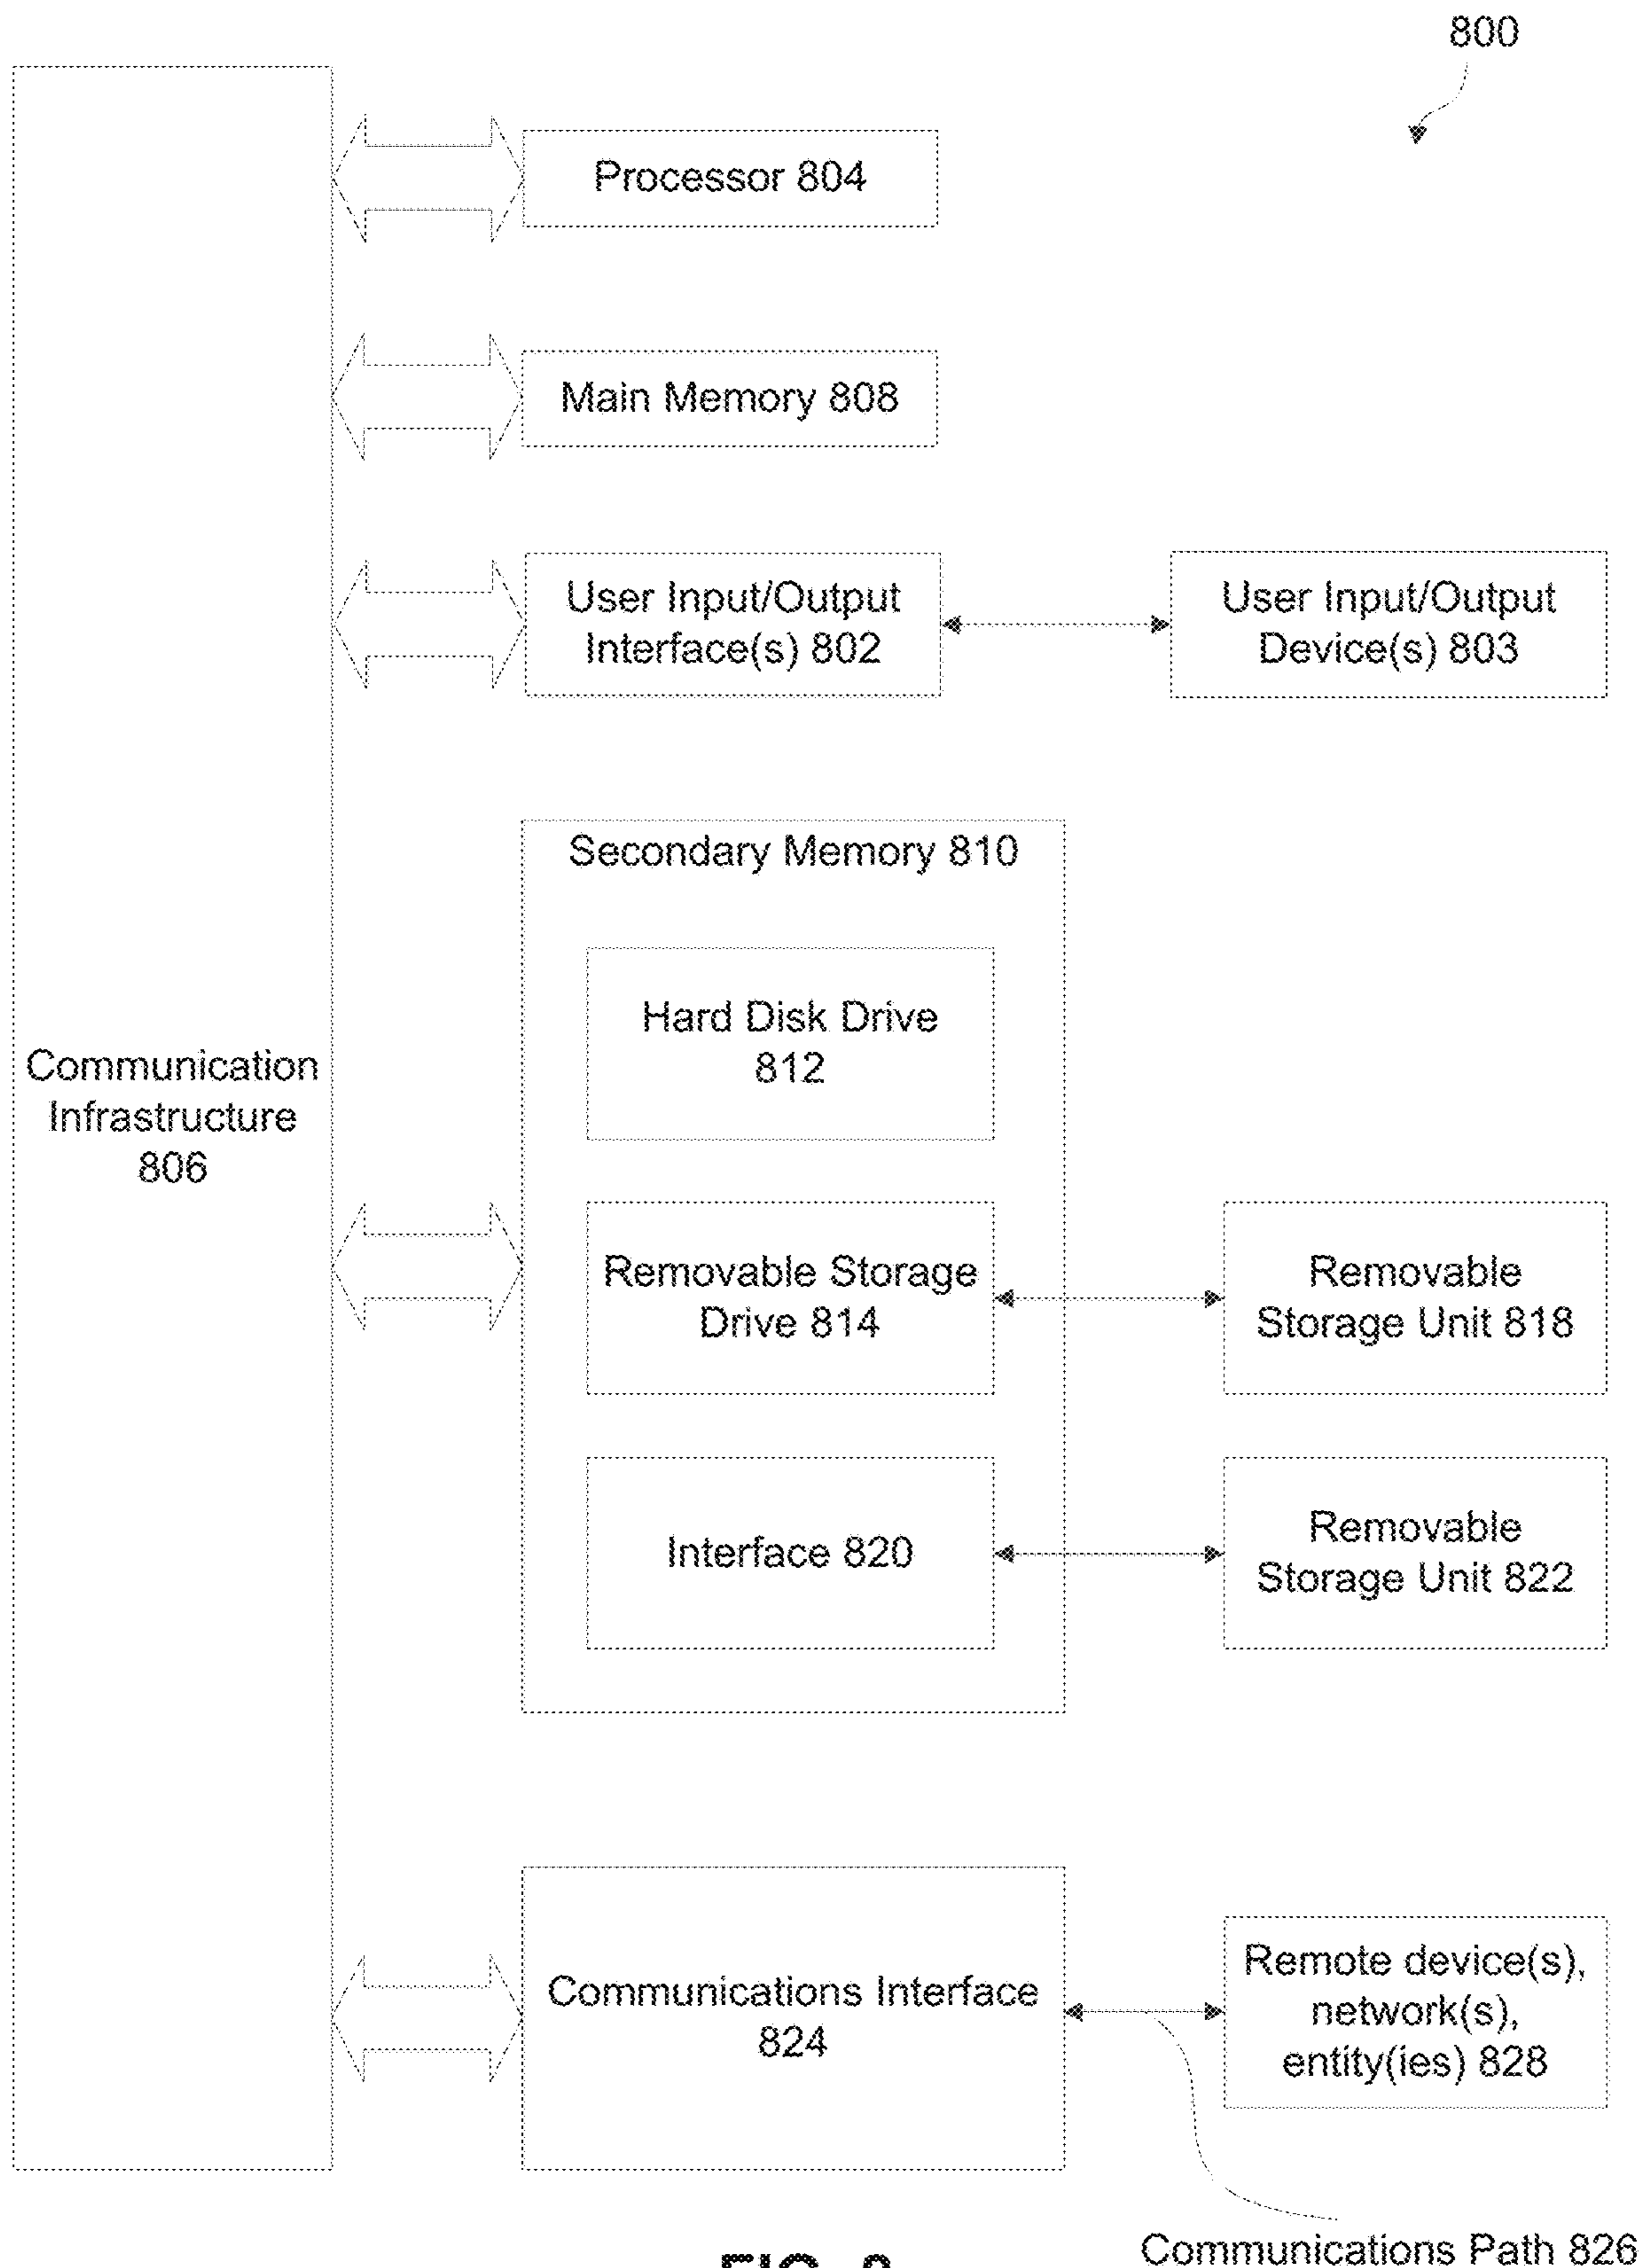 800
Processor 804
Main Memory 808
User Input/Output
Interface(s) 802
User Input/Output
Device(s) 803
Secondary Memory 810
Hard Disk Drive
812
Communication
Infrastructure
806
Removable Storage
Drive 814
Removable
Storage Unit 818
Interface 820
Removable
Storage Unit 822
Communications Interface
824
Remote device(s),
network(s),
entity(ies) 828
Communications Path 826
FIG.